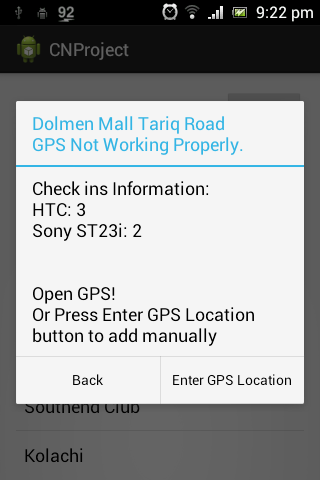 92
9:22 pm
CNProject
Dolmen Mall Tariq Road
GPS Not Working Properly.
Check ins Information:
HTC: 3
Sony ST23i: 2
Open GPS!
Or Press Enter GPS Location
button to add manually
Back
Enter GPS Location
Southend Club
Kolachi